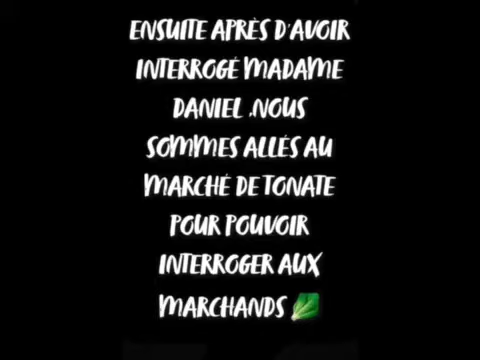 ENSUITE APRÈS D'AVOIR
INTERROGÉ MADAME
DANIEL ,NOUS
SOMMES ALLÉS AU
MARCHÉ DE TONATE
POUR POUVOIR
INTERROGER AUX
MARCHANDS 🥬